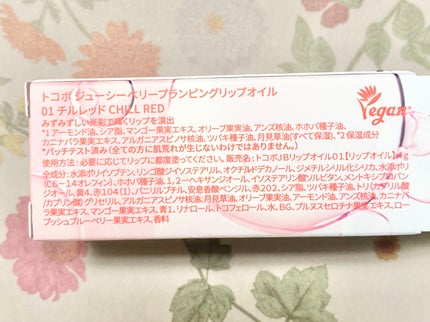 トコボ ジューシーベリープランピングリップオイル
01 チルレッド CHILL RED
みずみずしい光彩で輝くリップを演出
*1アーモンド油、シア脂、マンゴー果実エキス、オリーブ果実油、アンズ核油、ホホバ種子油、
カニナバラ果実エキス、アルガニアスピノサ核油、ツバキ種子油、月見草油(すべて保湿)、*2 保湿成分
*パッチテスト済み(全ての方に肌荒れが生じないわけではありません。)
使用方法:必要に応じてリップに都度塗ってください。販売名:トコボJBリップオイル01【リップオイル】
全成分:水添ポリイソブテン、リンゴ酸ジイソステアリル、オクチルドデカノール、ジメチルシリル化シリカ、水添ポリ
(C6-14オレフィン)、ホホバ種子油、1,2-ヘキサンジオール、イソステアリン酸ソルビタン、メントキシプロパン
ジオール、黄4、赤104(1)、バニリルブチル、安息香酸ベンジル、赤202、シア脂、ツバキ種子油、トリ(カプリル酸
/カプリン酸)グリセリル、アルガニアスピノサ核油、月見草油、オリーブ果実油、アーモンド油、アンズ核油、カニナバ
ラ果実エキス、マンゴー果実エキス、青1、リナロール、トコフェロール、水、BG、プルヌスセロチナ果実エキス、ロー
ブッシュブルーベリー果実エキス、香料
Vegan